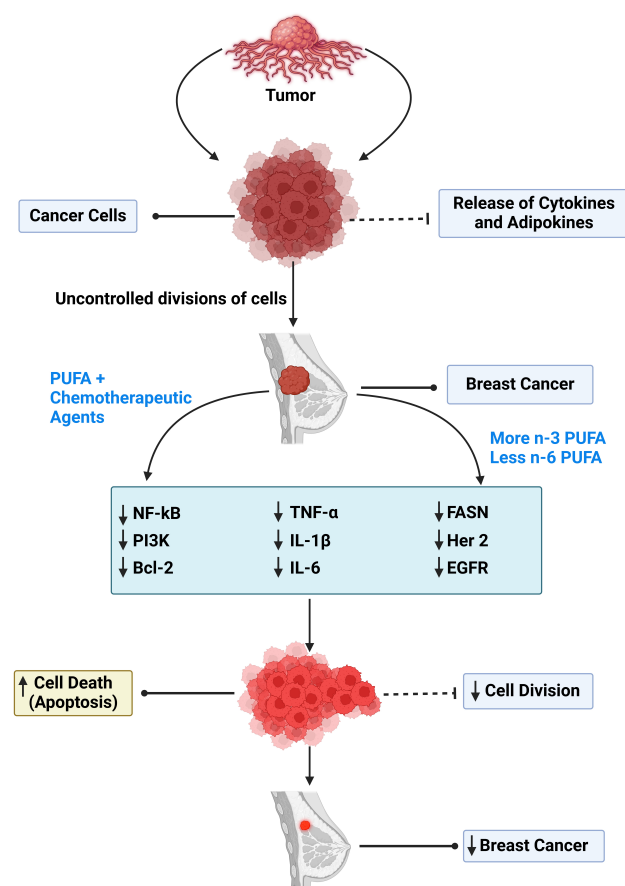 Tumor
Cancer Cells
Release of Cytokines
and Adipokines
Uncontrolled divisions of cells
PUFA +
Chemotherapeutic
Agents
Breast Cancer
More n-3 PUFA
Less n-6 PUFA
↓ NF-kB
↓ TNF-α
↓ FASN
↓ PI3K
↓ IL-1β
↓ Her 2
↓ Bcl-2
↓ IL-6
↓ EGFR
↑ Cell Death
(Apoptosis)
↓ Cell Division
↓ Breast Cancer